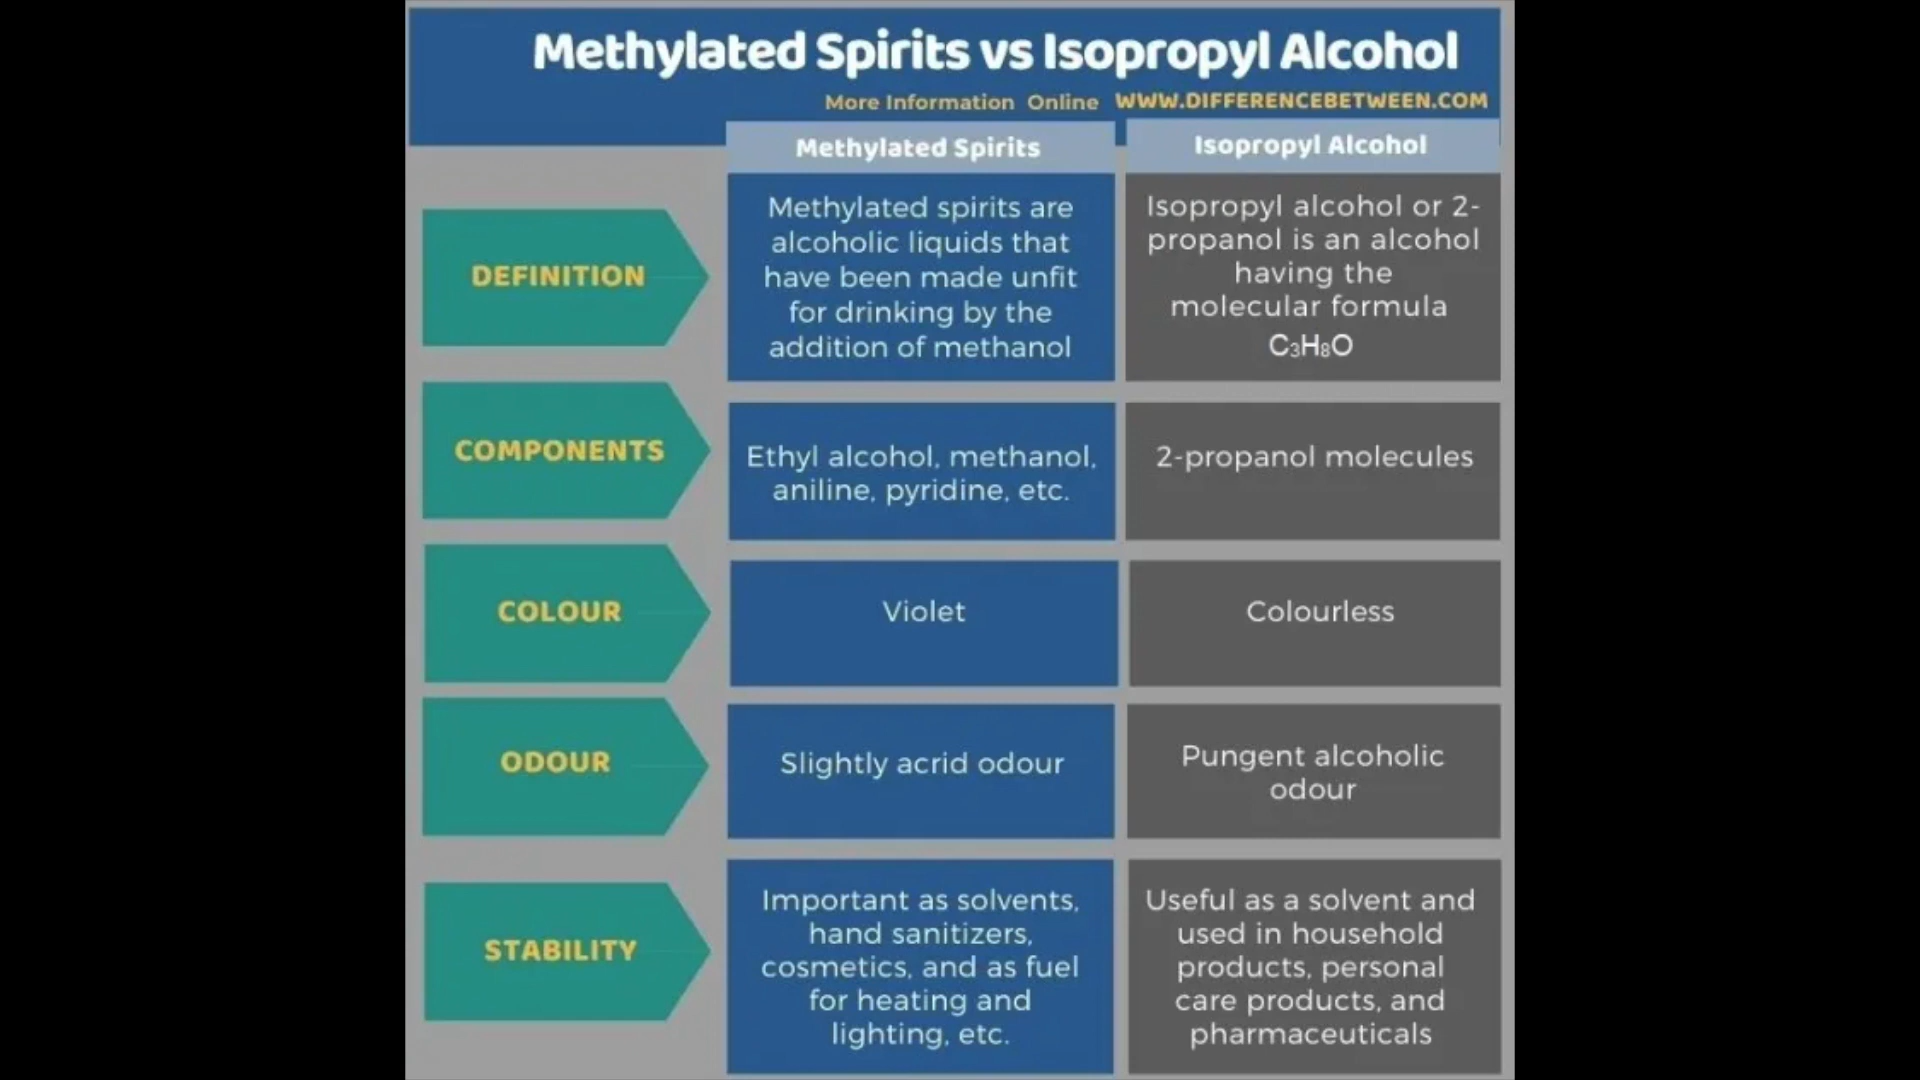 Methylated Spirits vs Isopropyl Alcohol
More Information Online WWW.DIFFERENCEBETWEEN.COM
Methylated Spirits
Isopropyl Alcohol
DEFINITION
Methylated spirits are
alcoholic liquids that
have been made unfit
for drinking by the
addition of methanol
Isopropyl alcohol or 2-
propanol is an alcohol
having the
molecular formula
C₃H₈O
COMPONENTS
Ethyl alcohol, methanol,
aniline, pyridine, etc.
2-propanol molecules
COLOUR
Violet
Colourless
ODOUR
Slightly acrid odour
Pungent alcoholic
odour
STABILITY
Important as solvents,
hand sanitizers,
cosmetics, and as fuel
for heating and
lighting, etc.
Useful as a solvent and
used in household
products, personal
care products, and
pharmaceuticals